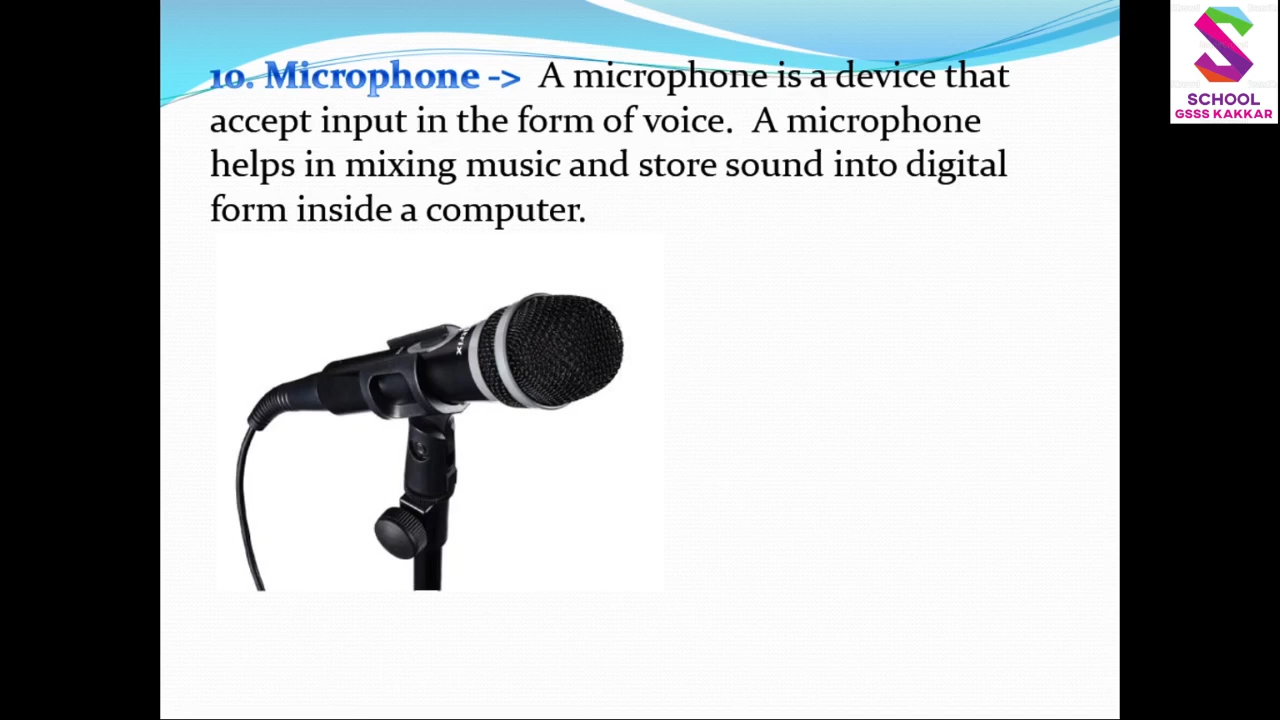 10. Microphone -> A microphone is a device that
accept input in the form of voice. A microphone
helps in mixing music and store sound into digital
form inside a computer.
SCHOOL
GSSS KAKKAR